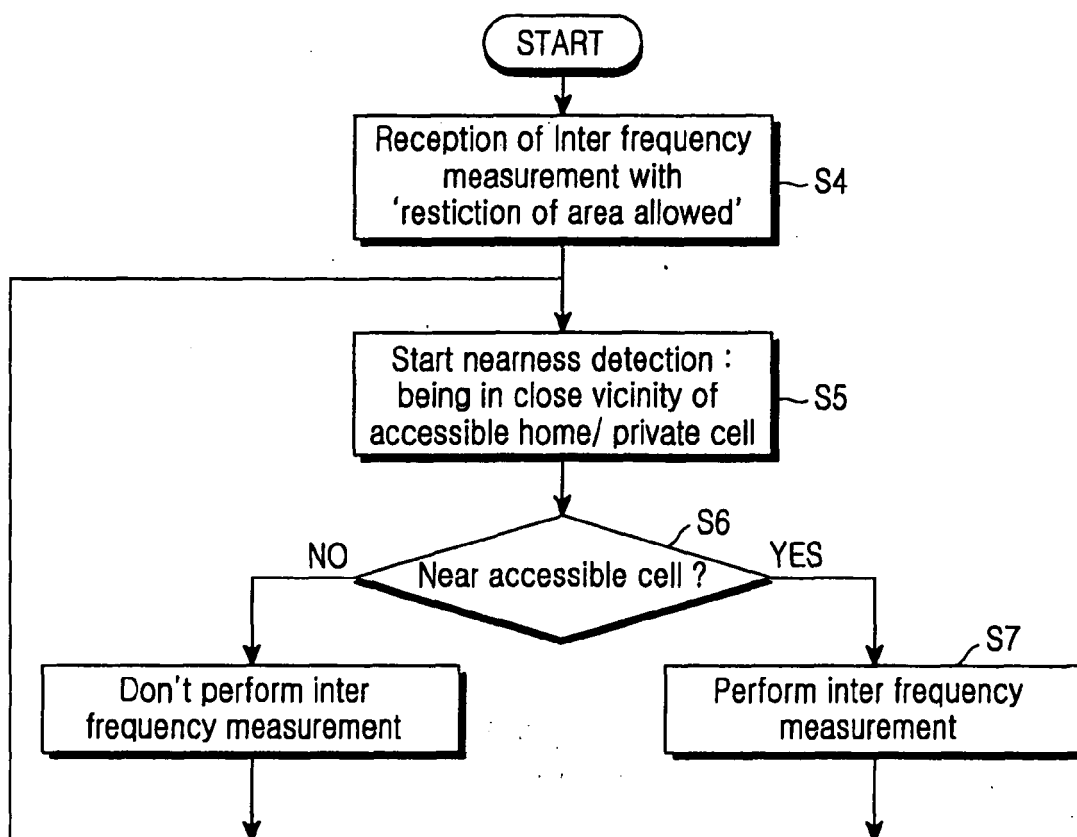 START
Reception of Inter frequency
measurement with
‘restiction of area allowed’
S4
Start nearness detection :
being in close vicinity of
accessible home/ private cell
S5
S6
NO
YES
Near accessible cell ?
S7
Don't perform inter
frequency measurement
Perform inter frequency
measurement